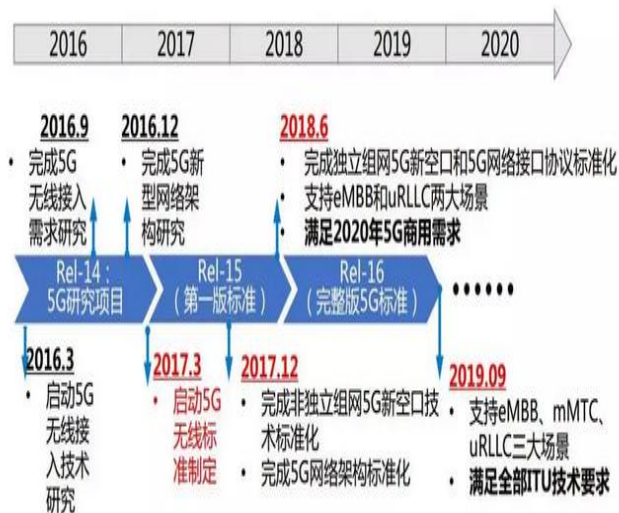 2016 2017 2018 2019 2020
2016.9
• 完成5G
无线接入
需求研究
2016.12
• 完成5G新
型网络架
构研究
2018.6
• 完成独立组网5G新空口和5G网络接口协议标准化
• 支持eMBB和uRLLC两大场景
• 满足2020年5G商用需求
Rel-14：
5G研究项目
Rel-15
（第一版标准）
Rel-16
（完整版5G标准）
······
2016.3
• 启动5G
无线接
入技术
研究
2017.3
• 启动5G
无线标
准制定
2017.12
• 完成非独立组网5G新空口技
术标准化
• 完成5G网络架构标准化
2019.09
• 支持eMBB、mMTC、
uRLLC三大场景
• 满足全部ITU技术要求